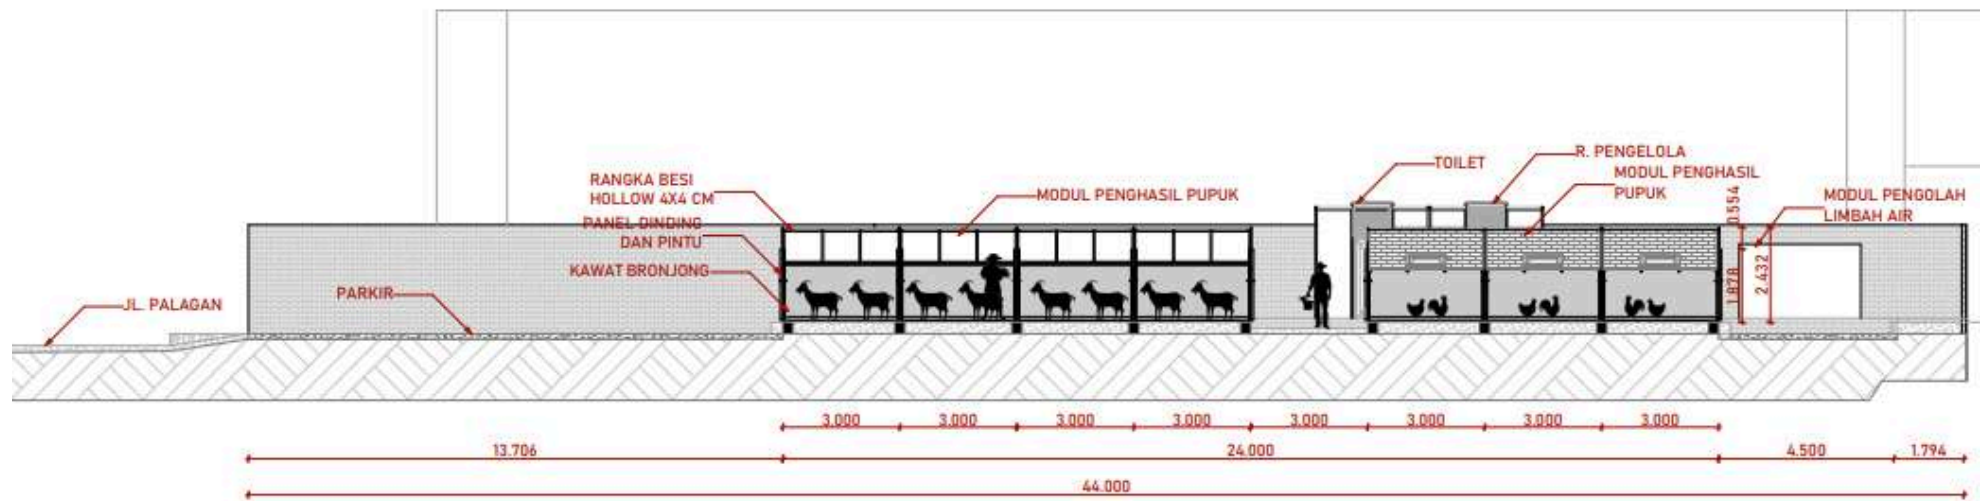 TOILET
R. PENGELOLA
MODUL PENGHASIL
PUPUK
RANGKA BESI
HOLLOW 4X4 CM
MODUL PENGHASIL PUPUK
MODUL PENGOLAH
LIMBAH AIR
PANEL DINDING
DAN PINTU
KAWAT BRONJONG
PARKIR
JL. PALAGAN
0.554
1.878
2.432
3.000
3.000
3.000
3.000
3.000
3.000
3.000
3.000
13.706
24.000
4.500
1.794
44.000